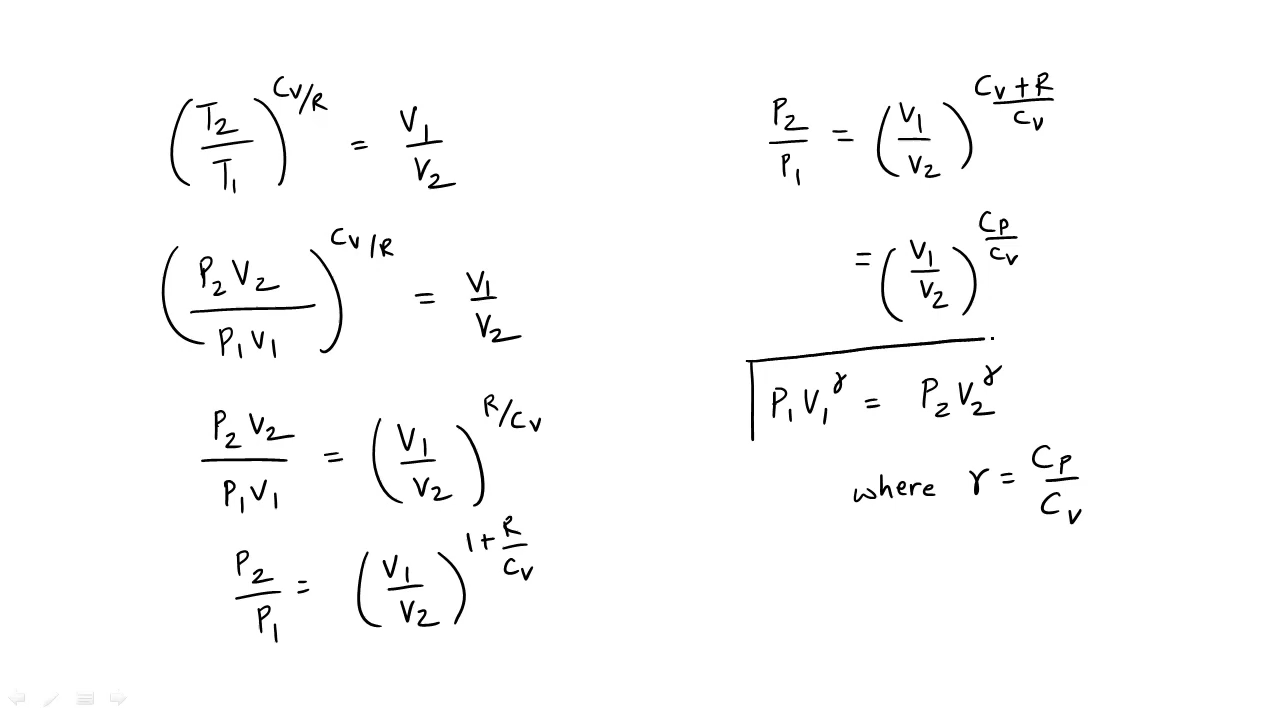 (T₂/T₁)^(Cv/R) = V₁/V₂
(P₂V₂/P₁V₁)^(Cv/R) = V₁/V₂
P₂V₂/P₁V₁ = (V₁/V₂)^(R/Cv)
P₂/P₁ = (V₁/V₂)^(1+R/Cv)
P₂/P₁ = (V₁/V₂)^((Cv+R)/Cv)
= (V₁/V₂)^(Cp/Cv)
P₁V₁^γ = P₂V₂^γ
where γ = Cp/Cv